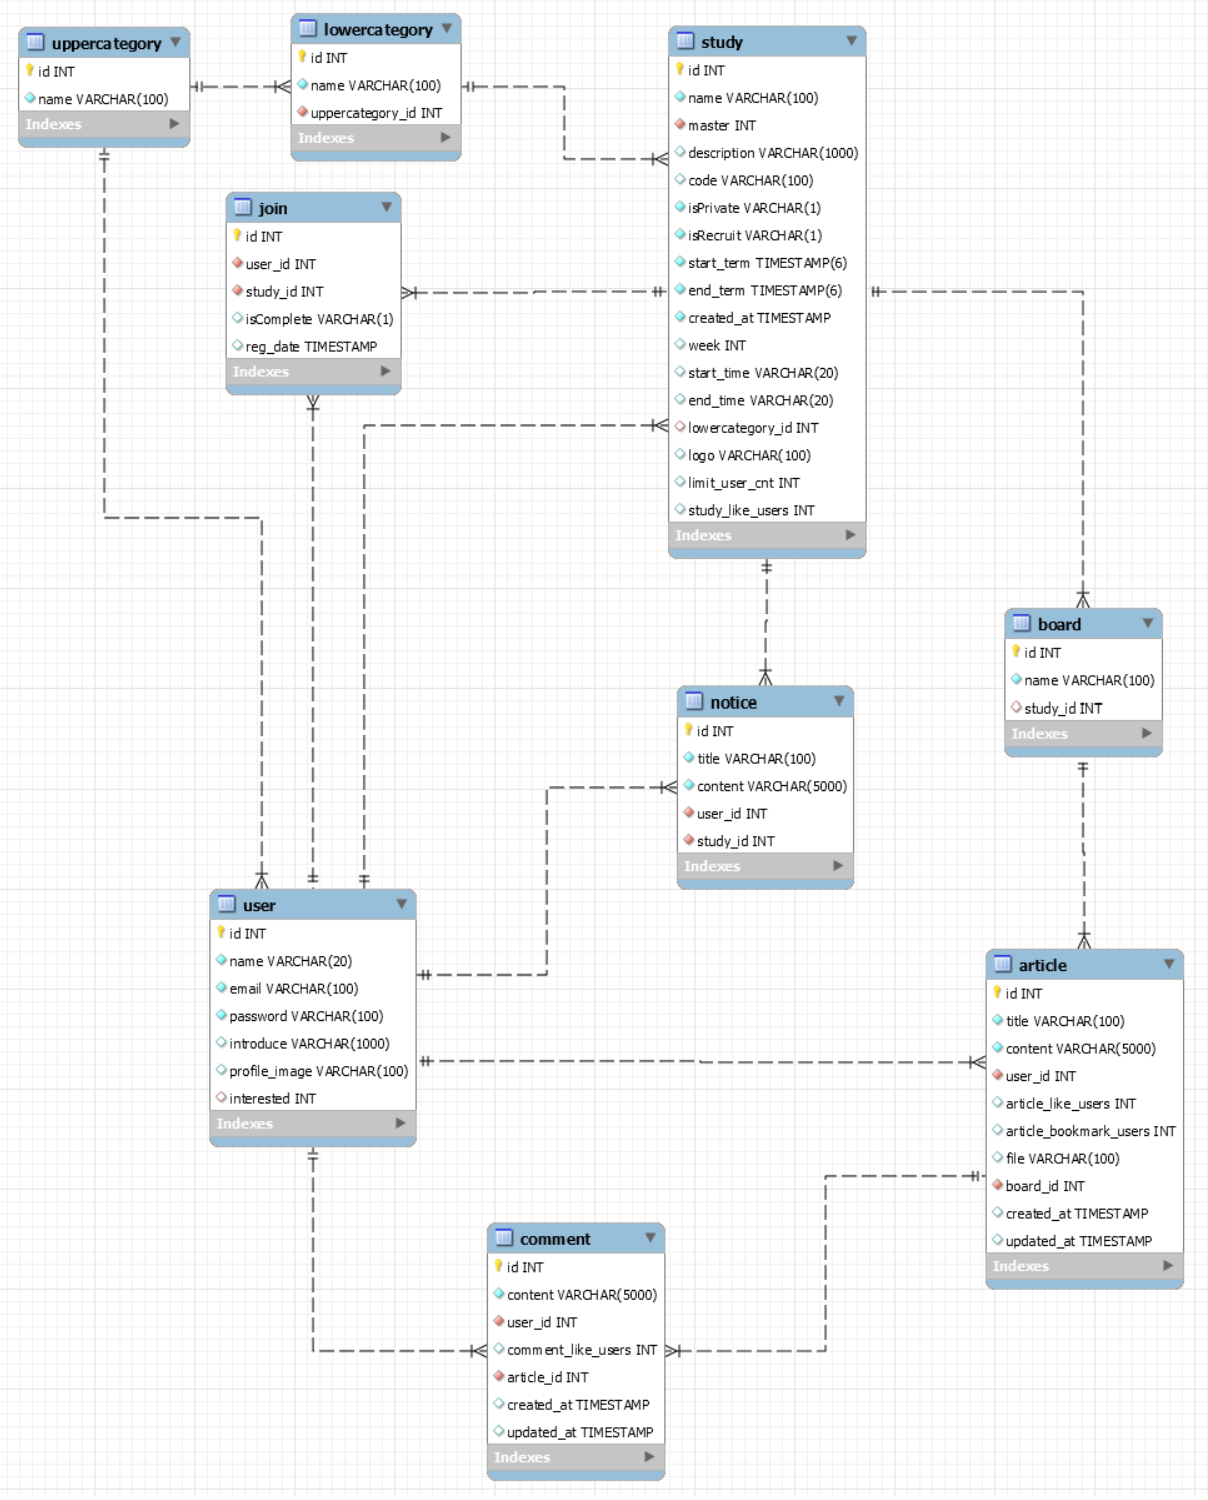 uppercategory
id INT
name VARCHAR(100)
Indexes
lowercategory
id INT
name VARCHAR(100)
uppercategory_id INT
Indexes
study
id INT
name VARCHAR(100)
master INT
description VARCHAR(1000)
code VARCHAR(100)
isPrivate VARCHAR(1)
isRecruit VARCHAR(1)
start_term TIMESTAMP(6)
end_term TIMESTAMP(6)
created_at TIMESTAMP
week INT
start_time VARCHAR(20)
end_time VARCHAR(20)
lowercategory_id INT
logo VARCHAR(100)
limit_user_cnt INT
study_like_users INT
Indexes
join
id INT
user_id INT
study_id INT
isComplete VARCHAR(1)
reg_date TIMESTAMP
Indexes
board
id INT
name VARCHAR(100)
study_id INT
Indexes
notice
id INT
title VARCHAR(100)
content VARCHAR(5000)
user_id INT
study_id INT
Indexes
user
id INT
name VARCHAR(20)
email VARCHAR(100)
password VARCHAR(100)
introduce VARCHAR(1000)
profile_image VARCHAR(100)
interested INT
Indexes
article
id INT
title VARCHAR(100)
content VARCHAR(5000)
user_id INT
article_like_users INT
article_bookmark_users INT
file VARCHAR(100)
board_id INT
created_at TIMESTAMP
updated_at TIMESTAMP
Indexes
comment
id INT
content VARCHAR(5000)
user_id INT
comment_like_users INT
article_id INT
created_at TIMESTAMP
updated_at TIMESTAMP
Indexes